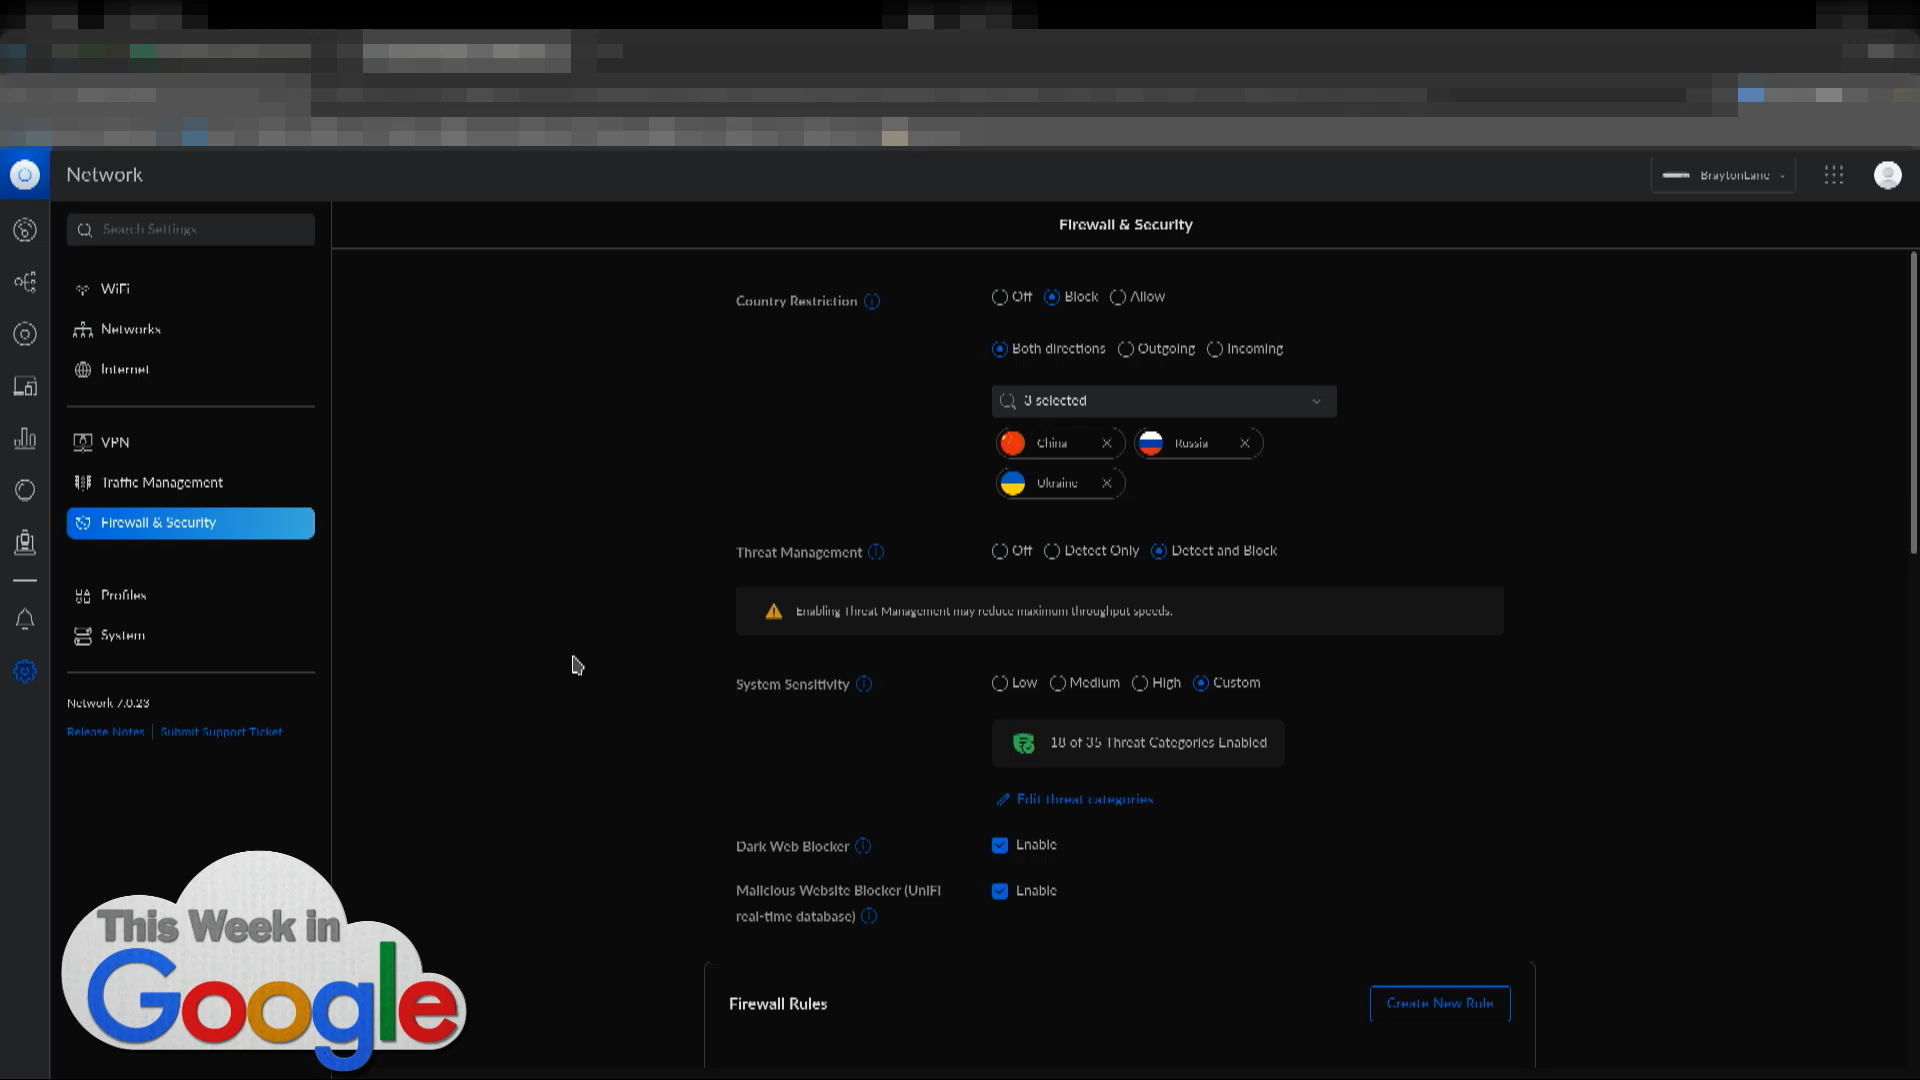 Network
BraytonLane
Search Settings
Firewall & Security
WiFi
Networks
Internet
VPN
Traffic Management
Firewall & Security
Profiles
System
Network 7.0.23
Release Notes
Submit Support Ticket
Country Restriction
Off Block Allow
Both directions Outgoing Incoming
3 selected
China Russia
Ukraine
Threat Management
Off Detect Only Detect and Block
Enabling Threat Management may reduce maximum throughput speeds.
System Sensitivity
Low Medium High Custom
18 of 35 Threat Categories Enabled
Edit threat categories
Dark Web Blocker
Enable
Malicious Website Blocker (UniFi
real-time database)
Enable
Firewall Rules
Create New Rule
This Week in
Google